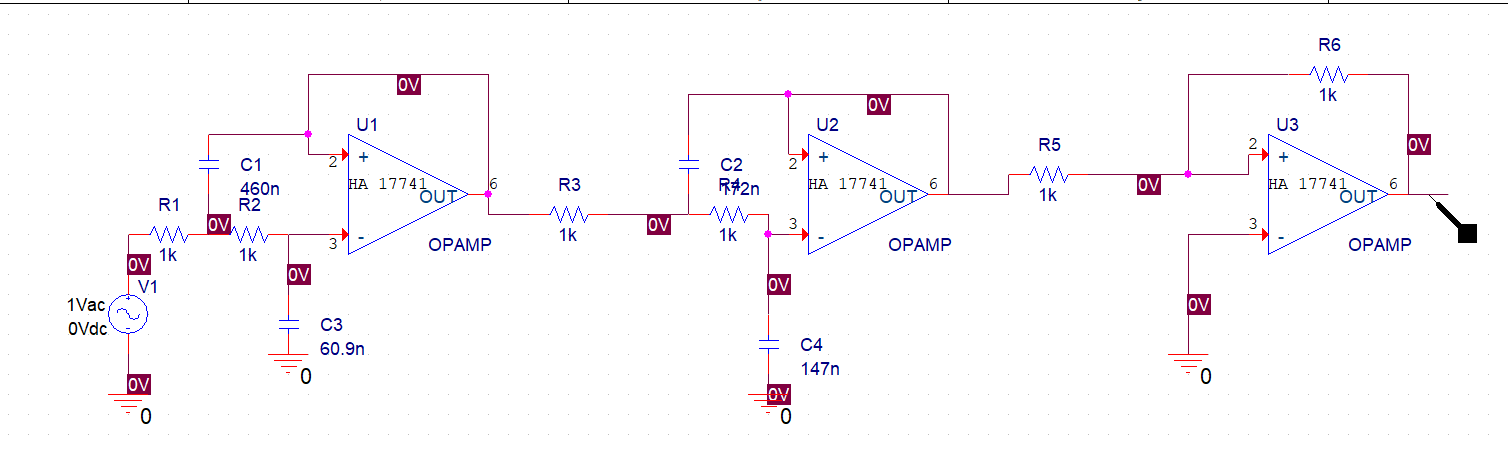 R6
0V
1k
0V
0V
U1
U2
U3
R5
0V
2
+
2
+
2
+
C1
460n
C2
172n
R4
HA 17741
OUT
6
HA 17741
OUT
6
1k
0V
HA 17741
OUT
6
R1
0V
R2
R3
1k
1k
1k
0V
1k
3
-
OPAMP
3
-
OPAMP
3
-
OPAMP
0V
V1
0V
0V
0V
1Vac
0Vdc
C3
60.9n
C4
147n
0
0
0V
0
0V
0